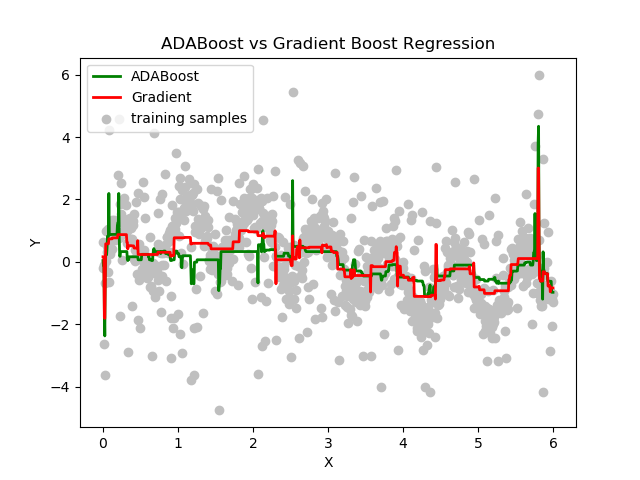 ADABoost vs Gradient Boost Regression
ADABoost
Gradient
training samples
6
4
2
0
−2
−4
Y
0
1
2
3
4
5
6
X